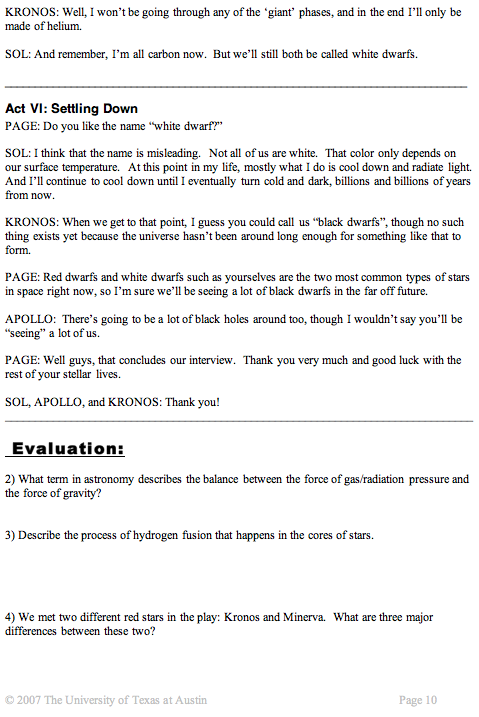 KRONOS: Well, I won't be going through any of the 'giant' phases, and in the end I'll only be
made of helium.
SOL: And remember, I'm all carbon now.  But we'll still both be called white dwarfs.
Act VI: Settling Down
PAGE: Do you like the name "white dwarf?"
SOL: I think that the name is misleading.  Not all of us are white.  That color only depends on
our surface temperature.  At this point in my life, mostly what I do is cool down and radiate light.
And I'll continue to cool down until I eventually turn cold and dark, billions and billions of years
from now.
KRONOS: When we get to that point, I guess you could call us "black dwarfs", though no such
thing exists yet because the universe hasn't been around long enough for something like that to
form.
PAGE: Red dwarfs and white dwarfs such as yourselves are the two most common types of stars
in space right now, so I'm sure we'll be seeing a lot of black dwarfs in the far off future.
APOLLO:  There's going to be a lot of black holes around too, though I wouldn't say you'll be
"seeing" a lot of us.
PAGE: Well guys, that concludes our interview.  Thank you very much and good luck with the
rest of your stellar lives.
SOL, APOLLO, and KRONOS: Thank you!
Evaluation:
2) What term in astronomy describes the balance between the force of gas/radiation pressure and
the force of gravity?
3) Describe the process of hydrogen fusion that happens in the cores of stars.
4) We met two different red stars in the play: Kronos and Minerva.  What are three major
differences between these two?
© 2007 The University of Texas at Austin
Page 10